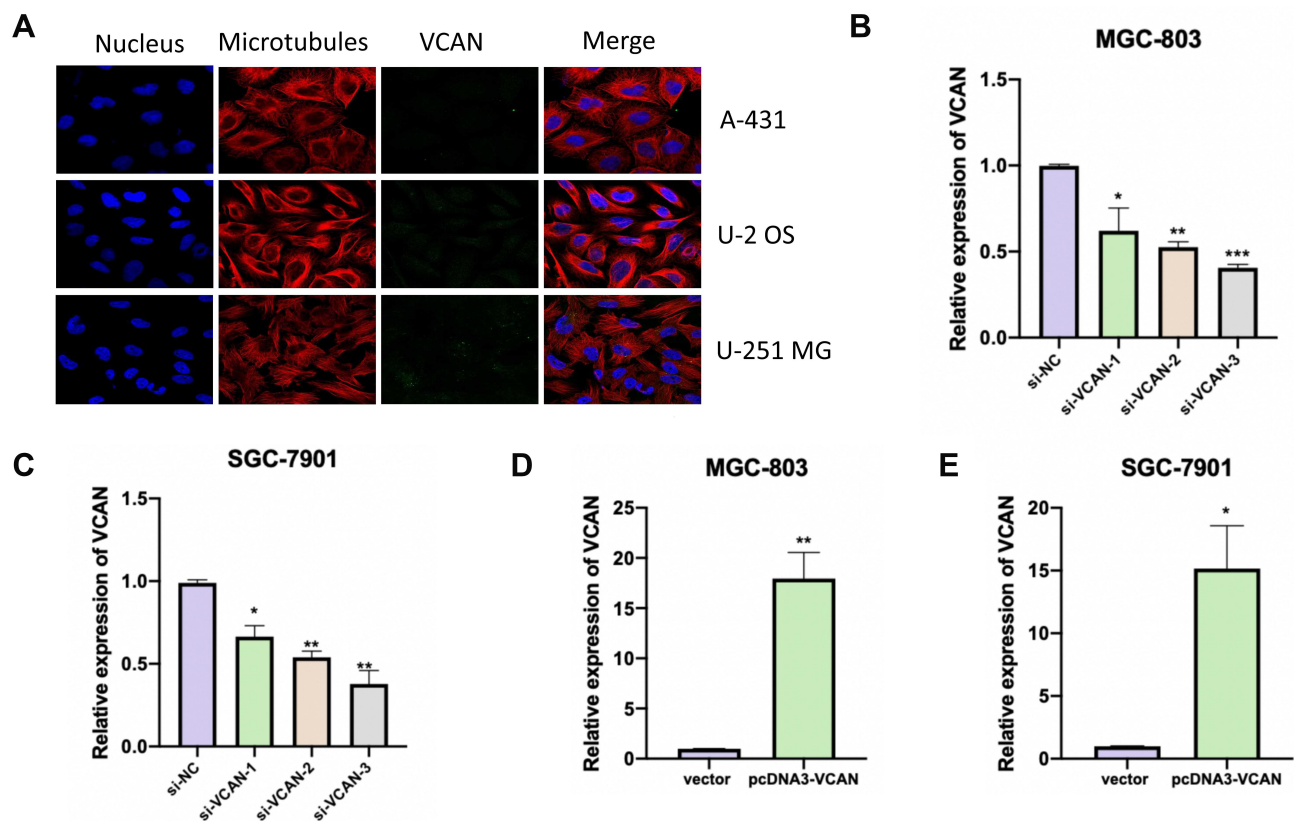 A
Nucleus Microtubules VCAN Merge
A-431
U-2 OS
U-251 MG
B
MGC-803
Relative expression of VCAN
1.5
1.0
0.5
0.0
*
**
***
si-NC
si-VCAN-1
si-VCAN-2
si-VCAN-3
C
SGC-7901
Relative expression of VCAN
1.5
1.0
0.5
0.0
*
**
**
si-NC
si-VCAN-1
si-VCAN-2
si-VCAN-3
D
MGC-803
Relative expression of VCAN
25
20
15
10
5
0
**
vector pcDNA3-VCAN
E
SGC-7901
Relative expression of VCAN
20
15
10
5
0
*
vector pcDNA3-VCAN